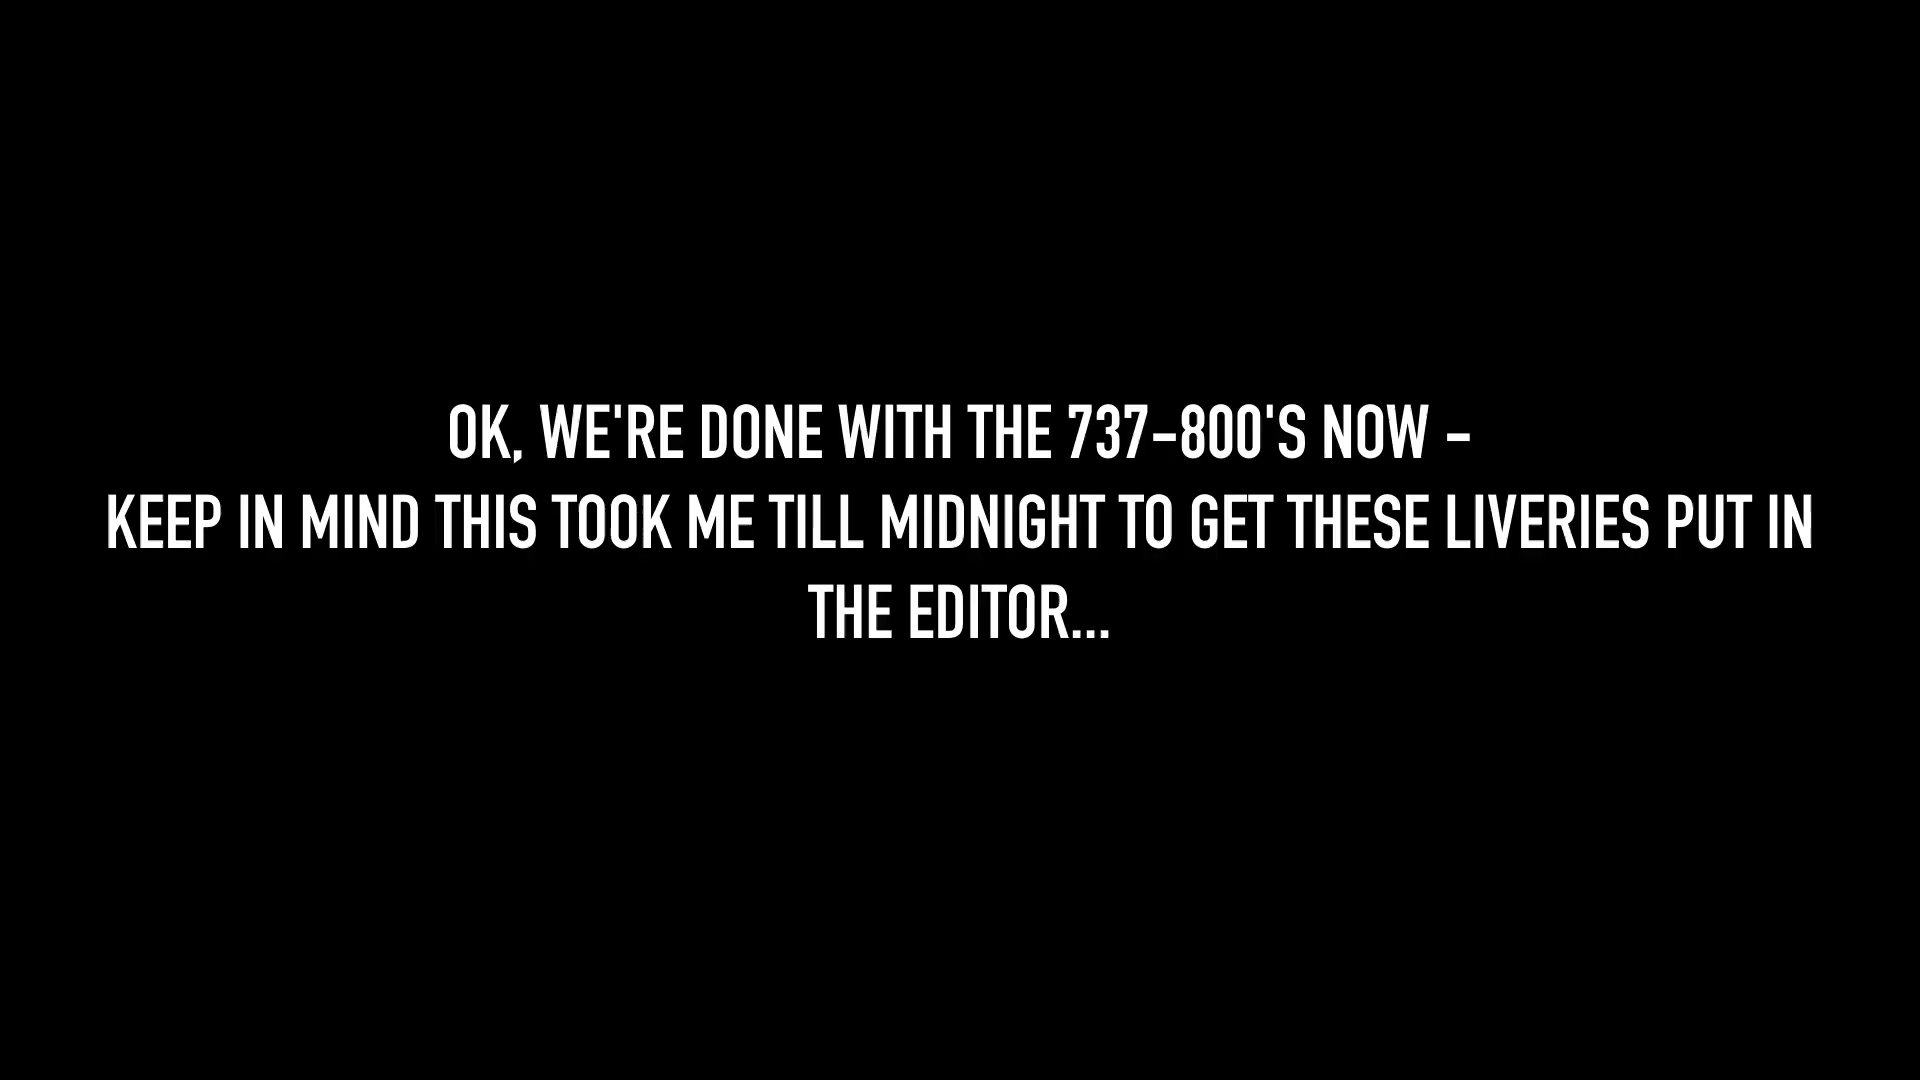 OK, WE'RE DONE WITH THE 737-800'S NOW -
KEEP IN MIND THIS TOOK ME TILL MIDNIGHT TO GET THESE LIVERIES PUT IN
THE EDITOR...